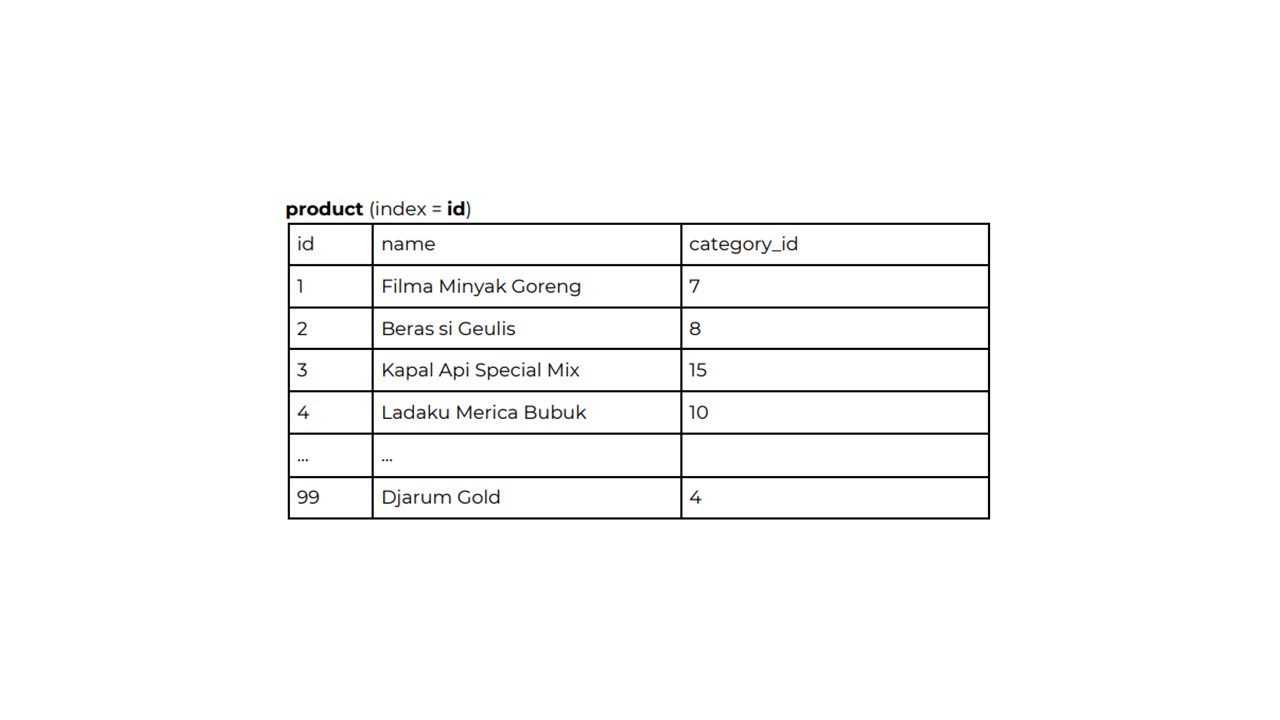 product (index = id)
id name category_id
1 Filma Minyak Goreng 7
2 Beras si Geulis 8
3 Kapal Api Special Mix 15
4 Ladaku Merica Bubuk 10
... ...
99 Djarum Gold 4